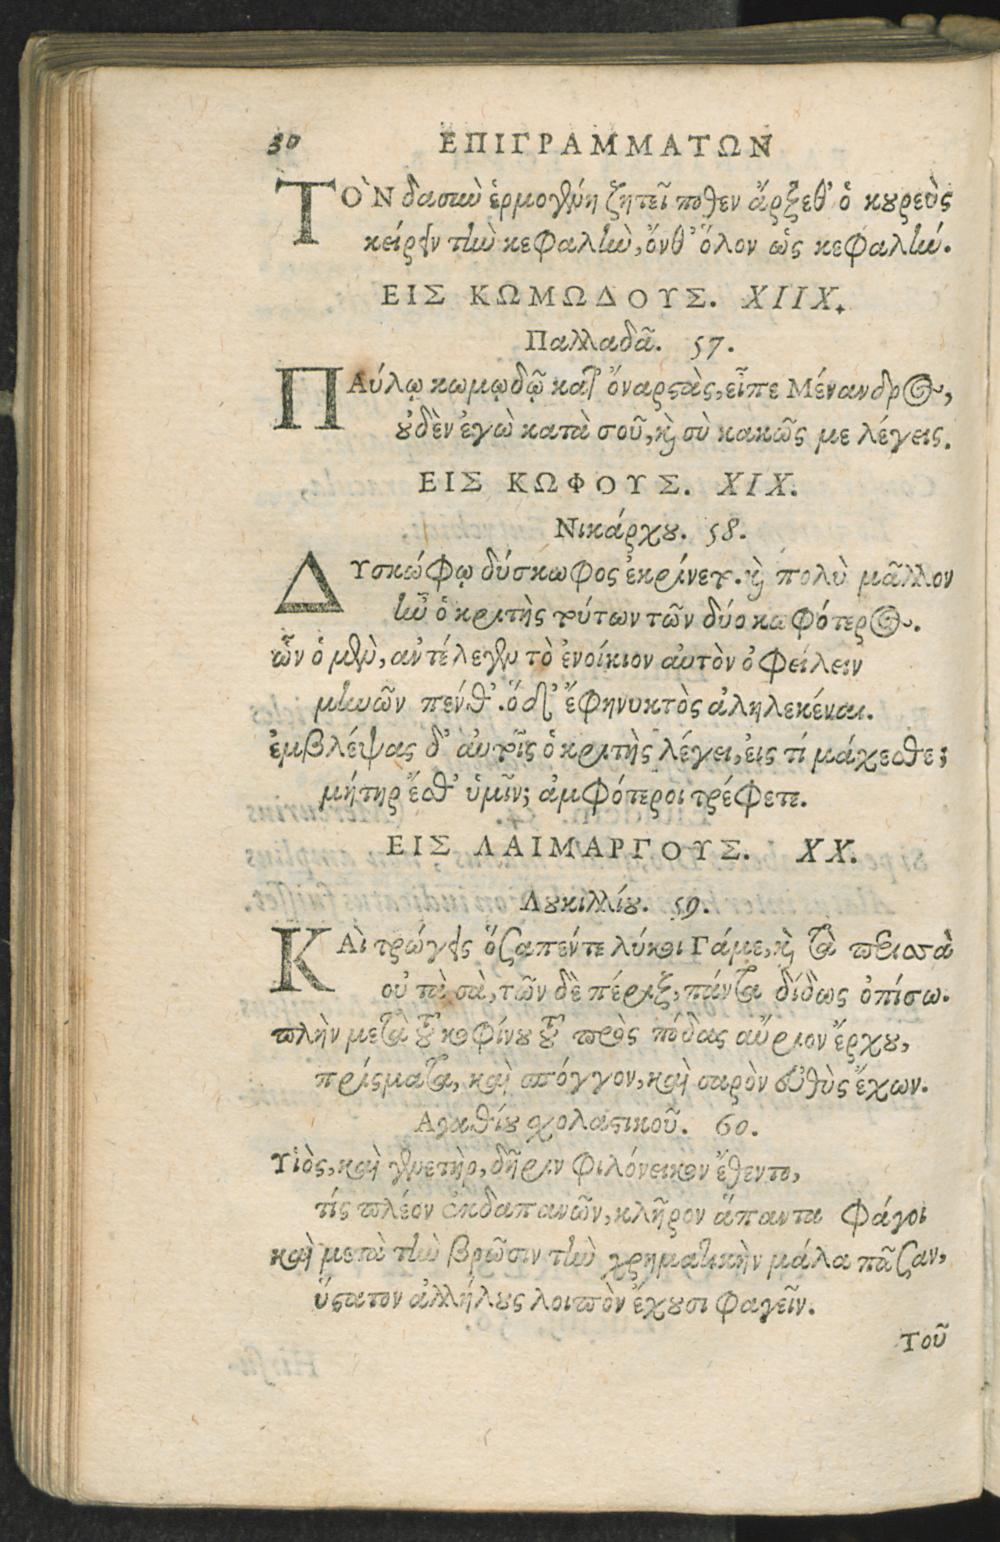 30 ΕΠΙΓΡΑΜΜΑΤΩΝ
ΤΟ῝Ν δασιὼ ἑρμογένη ζητεῖ πόθεν ἄρξεθ' ὁ κουρεὺς
κείρειν τὴν κεφαλὴν, ὄνθ' ὅλον ὡς κεφαλήν.
ΕΙΣ ΚΩΜΩΔΟΥΣ. XIIX.
Παλλαδᾶ. 57.
ΠΑύλῳ κωμῳδῷ κατ' ὄναρ στὰς, εἶπε Μένανδρος,
οὐδὲν ἐγὼ κατὰ σοῦ, καὶ σὺ κακῶς με λέγεις.
ΕΙΣ ΚΩΦΟΥΣ. XIX.
Νικάρχου. 58.
ΔΥσκώφῳ δύσκωφος ἐκρίνετο. καὶ πολὺ μᾶλλον
ἦν ὁ κριτὴς τούτων τῶν δύο κωφότερος.
ὧν ὁ μὲν, ἀντέλεγεν τὸ ἐνοίκιον αὐτὸν ὀφείλειν
μηνῶν πένθ'. ὁ δ' ἔφη νυκτὸς ἀληλεκέναι.
ἐμβλέψας δ' αὐτοῖς ὁ κριτὴς λέγει, εἰς τί μάχεσθε;
μήτηρ ἔσθ' ὑμῖν; ἀμφότεροι τρέφετε.
ΕΙΣ ΛΑΙΜΑΡΓΟΥΣ. XX.
Λουκιλλίου. 59.
ΚΑὶ τρώγεις ὅσα πέντε λύκοι Γάμε, καὶ τὰ περισσὰ
οὐ τὰ σὰ, τῶν δὲ πέριξ, πάντα δίδως ὀπίσω.
πλὴν μετὰ τοῦ κοφίνου τοῦ πρὸς πόδας αὔριον ἔρχου,
πρίσματα, καὶ σπόγγον, καὶ σαρὸν εὐθὺς ἔχων.
Αγαθίου σχολαστικοῦ. 60.
Υἱὸς, καὶ γενετὴρ, δῆριν φιλόνεικον ἔθεντο,
τίς πλέον ἐκδαπανῶν, κλῆρον ἅπαντα φάγοι
καὶ μετὰ τὴν βρῶσιν τὴν χρηματικὴν μάλα πᾶσαν,
ὕστατον ἀλλήλους λοιπὸν ἔχουσι φαγεῖν.
Τοῦ